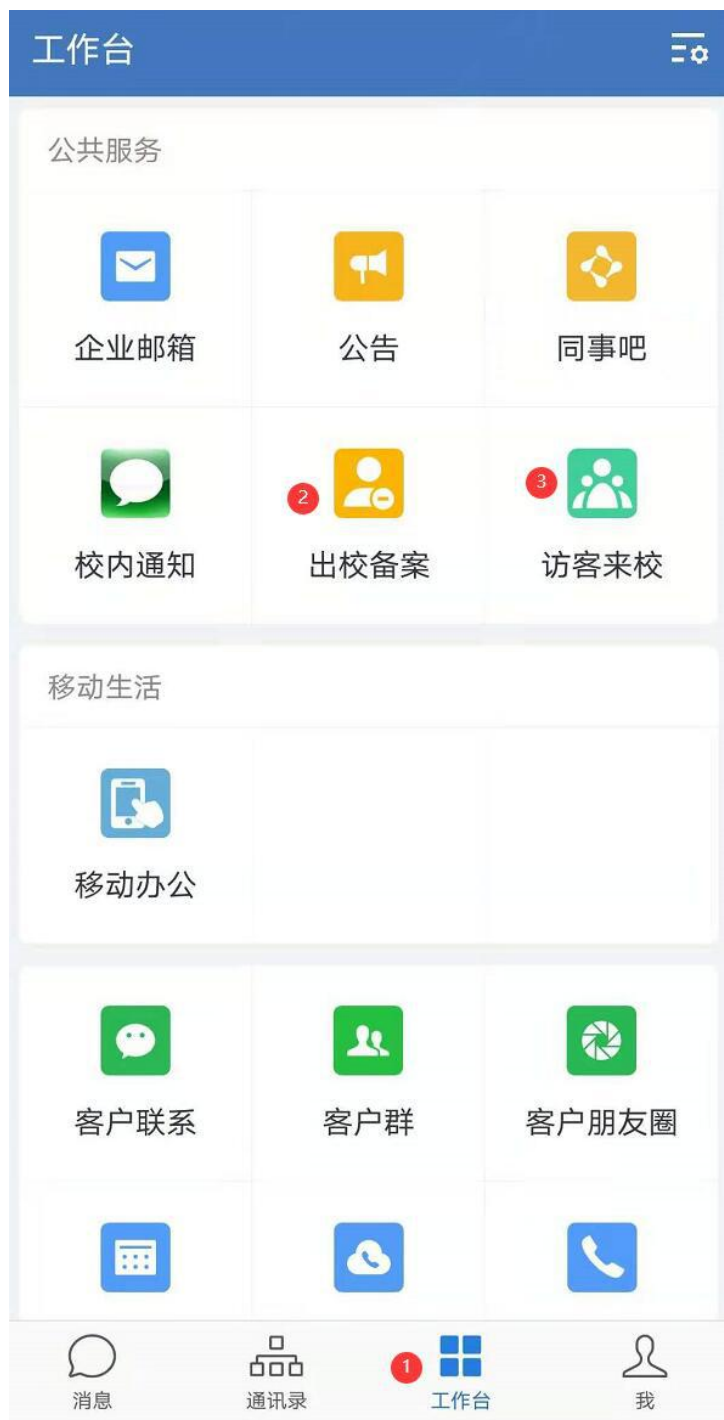 工作台
公共服务
企业邮箱 公告 同事吧
2 3
校内通知 出校备案 访客来校
移动生活
移动办公
客户联系 客户群 客户朋友圈
1
消息 通讯录 工作台 我